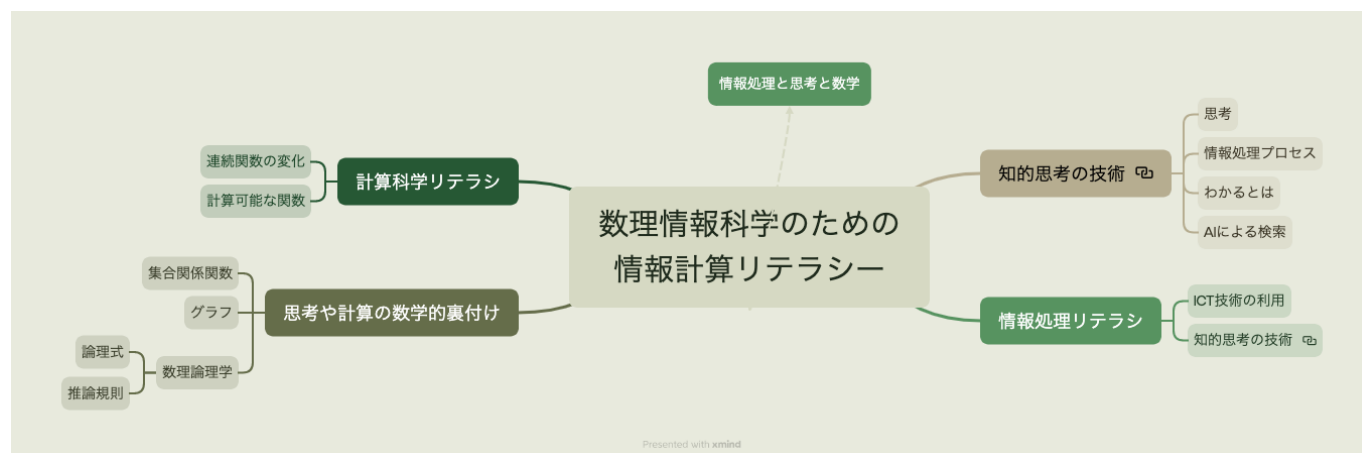 情報処理と思考と数学
数理情報科学のための
情報計算リテラシー
計算科学リテラシ
連続関数の変化
計算可能な関数
思考や計算の数学的裏付け
集合関係関数
グラフ
数理論理学
論理式
推論規則
知的思考の技術
思考
情報処理プロセス
わかるとは
AIによる検索
情報処理リテラシ
ICT技術の利用
知的思考の技術
Presented with xmind